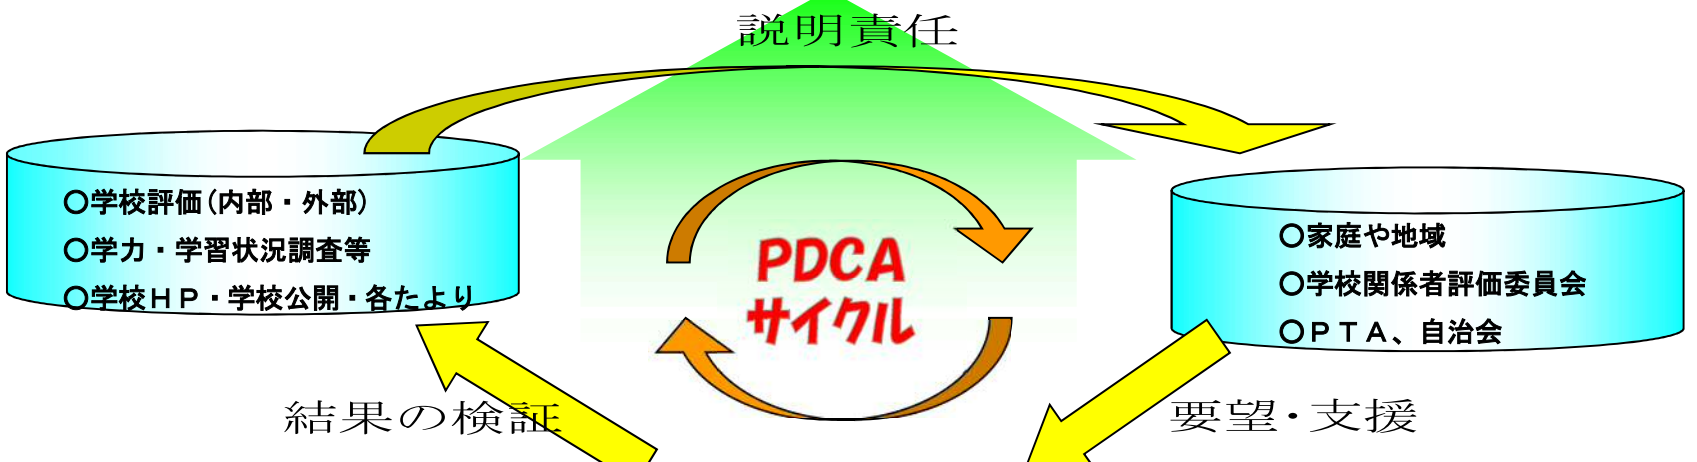 説明責任
○学校評価(内部・外部)
○学力・学習状況調査等
○学校ＨＰ・学校公開・各たより
PDCA
サイクル
○家庭や地域
○学校関係者評価委員会
○ＰＴＡ、自治会
結果の検証
要望・支援